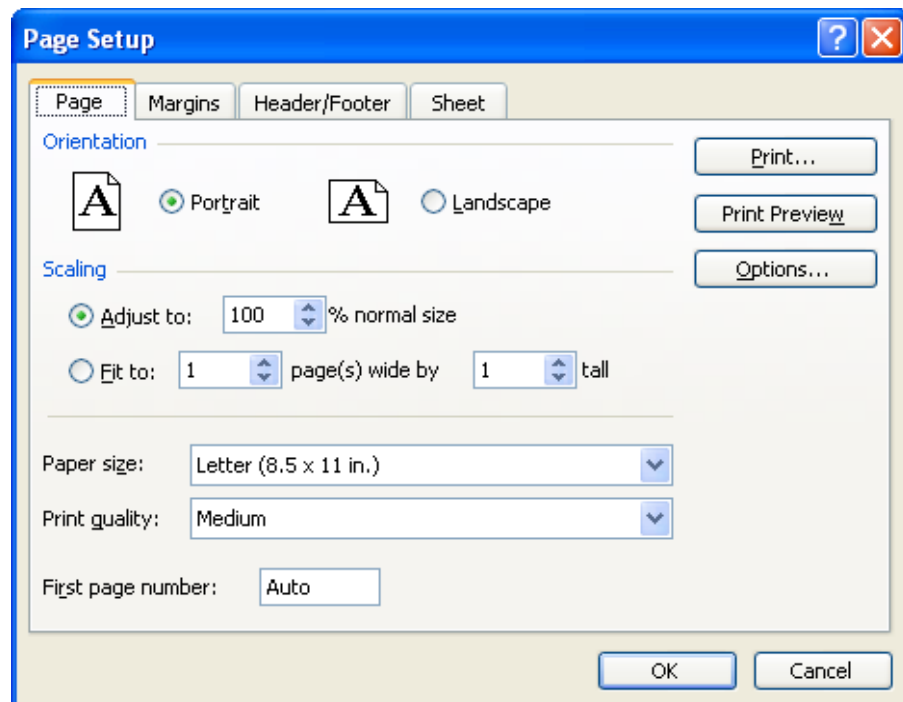 Page Setup
Page Margins Header/Footer Sheet
Orientation
Print...
A Portrait A Landscape
Print Preview
Scaling
Options...
Adjust to: 100 % normal size
Fit to: 1 page(s) wide by 1 tall
Paper size: Letter (8.5 x 11 in.)
Print quality: Medium
First page number: Auto
OK Cancel